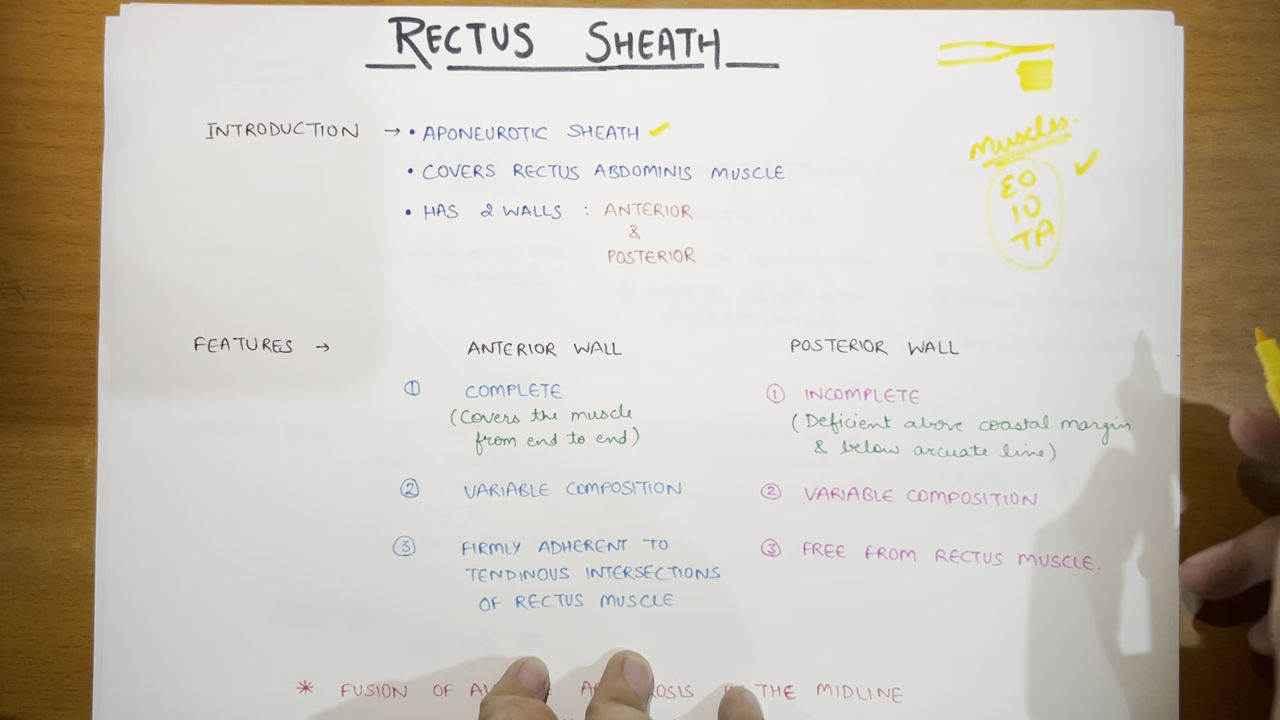 RECTUS SHEATH
INTRODUCTION → • APONEUROTIC SHEATH ✓
• COVERS RECTUS ABDOMINIS MUSCLE
• HAS 2 WALLS : ANTERIOR
&
POSTERIOR
Muscles.
EO
IO
TA
FEATURES →
ANTERIOR WALL
① COMPLETE
(Covers the muscle
from end to end)
② VARIABLE COMPOSITION
③ FIRMLY ADHERENT TO
TENDINOUS INTERSECTIONS
OF RECTUS MUSCLE
POSTERIOR WALL
① INCOMPLETE
(Deficient above coastal margin
& below arcuate line)
② VARIABLE COMPOSITION
③ FREE FROM RECTUS MUSCLE.
* FUSION OF THE MIDLINE